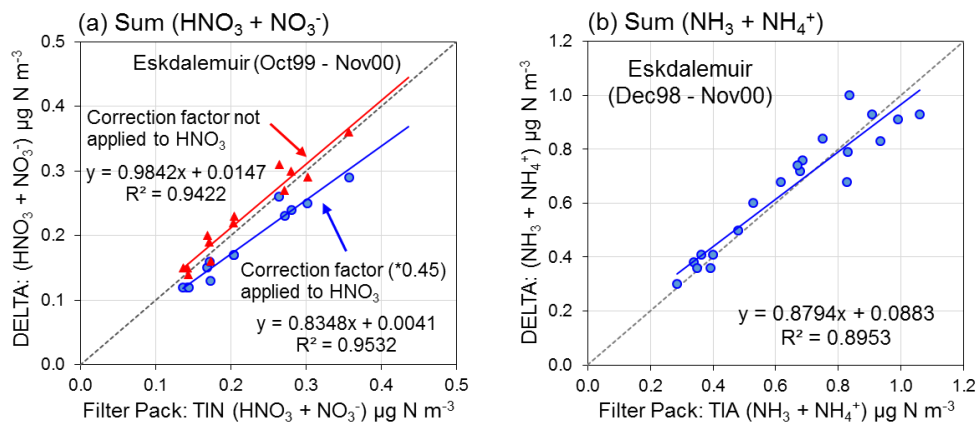 (a) Sum (HNO₃ + NO₃⁻)
0.5
0.4
0.3
0.2
0.1
0.0
0.0 0.1 0.2 0.3 0.4 0.5
DELTA: (HNO₃ + NO₃⁻) µg N m⁻³
Filter Pack: TIN (HNO₃ + NO₃⁻) µg N m⁻³
Eskdalemuir (Oct99 - Nov00)
Correction factor not
applied to HNO₃
y = 0.9842x + 0.0147
R² = 0.9422
Correction factor (*0.45)
applied to HNO₃
y = 0.8348x + 0.0041
R² = 0.9532
(b) Sum (NH₃ + NH₄⁺)
1.2
1.0
0.8
0.6
0.4
0.2
0.0
0.0 0.2 0.4 0.6 0.8 1.0 1.2
DELTA: (NH₃ + NH₄⁺) µg N m⁻³
Filter Pack: TIA (NH₃ + NH₄⁺) µg N m⁻³
Eskdalemuir
(Dec98 - Nov00)
y = 0.8794x + 0.0883
R² = 0.8953